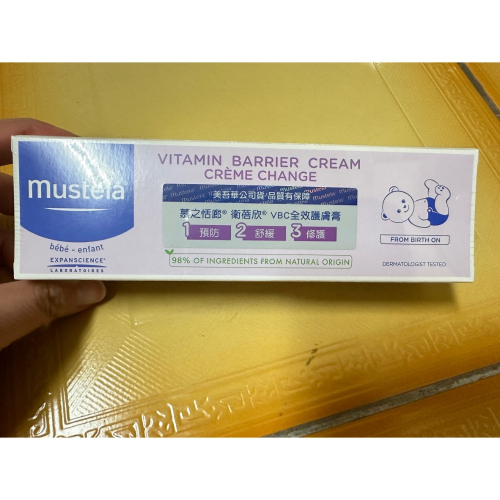 VITAMIN BARRIER CREAM
CRÈME CHANGE
mustela
bébé - enfant
EXPANSCIENCE®
LABORATOIRES
美吾華公司貨·品質有保障
慕之恬廊® 衛蓓欣® VBC全效護膚膏
1 預防 2 舒緩 3 修護
98% OF INGREDIENTS FROM NATURAL ORIGIN
FROM BIRTH ON
DERMATOLOGIST TESTED